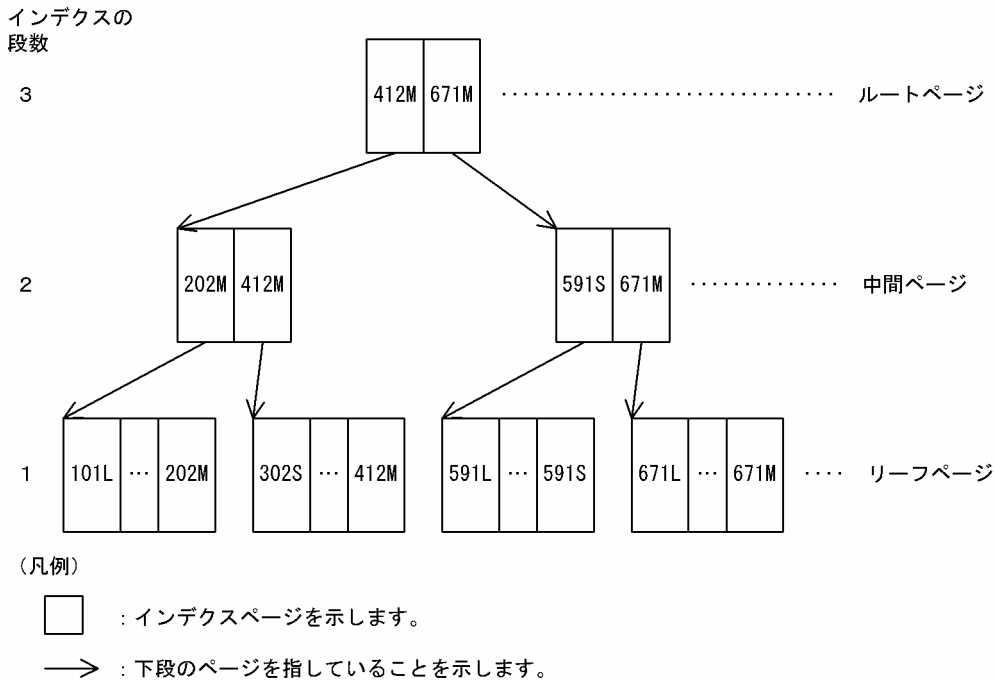 インデクスの
段数
3
412M 671M ルートページ
2
202M 412M 591S 671M 中間ページ
1
101L … 202M 302S … 412M 591L … 591S 671L … 671M リーフページ
（凡例）
：インデクスページを示します。
：下段のページを指していることを示します。